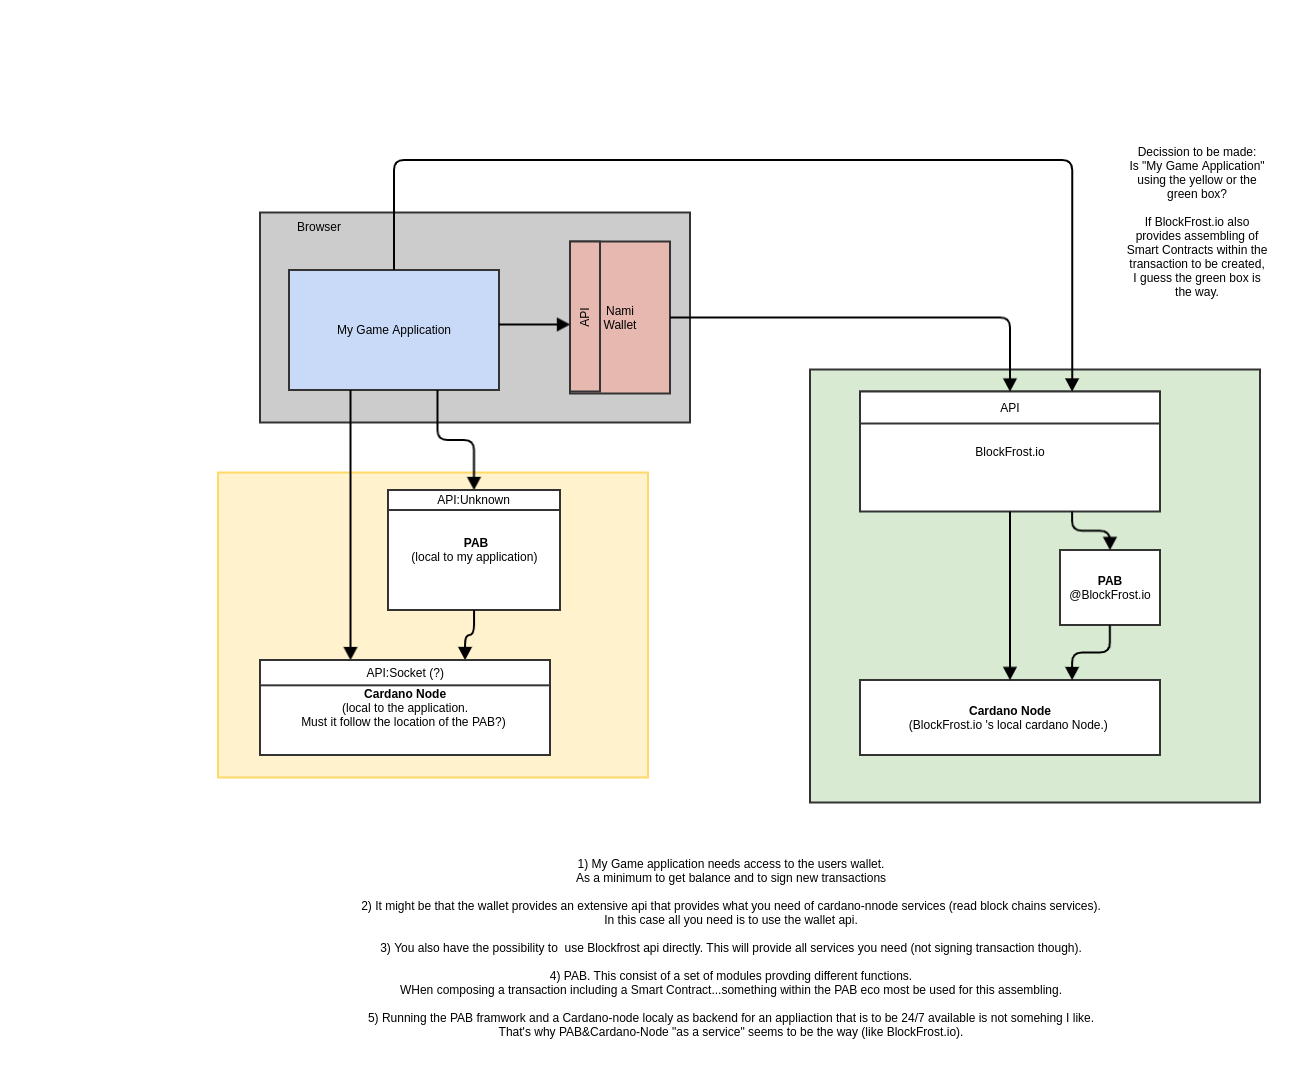 Decission to be made:
Is "My Game Application"
using the yellow or the
green box?
If BlockFrost.io also
provides assembling of
Smart Contracts within the
transaction to be created,
I guess the green box is
the way.
Browser
My Game Application
API
Nami
Wallet
API
BlockFrost.io
API:Unknown
PAB
(local to my application)
PAB
@BlockFrost.io
API:Socket (?)
Cardano Node
(local to the application.
Must it follow the location of the PAB?)
Cardano Node
(BlockFrost.io 's local cardano Node.)
1) My Game application needs access to the users wallet.
As a minimum to get balance and to sign new transactions
2) It might be that the wallet provides an extensive api that provides what you need of cardano-nnode services (read block chains services).
In this case all you need is to use the wallet api.
3) You also have the possibility to  use Blockfrost api directly. This will provide all services you need (not signing transaction though).
4) PAB. This consist of a set of modules provding different functions.
WHen composing a transaction including a Smart Contract...something within the PAB eco most be used for this assembling.
5) Running the PAB framwork and a Cardano-node localy as backend for an appliaction that is to be 24/7 available is not somehing I like.
That's why PAB&Cardano-Node "as a service" seems to be the way (like BlockFrost.io).